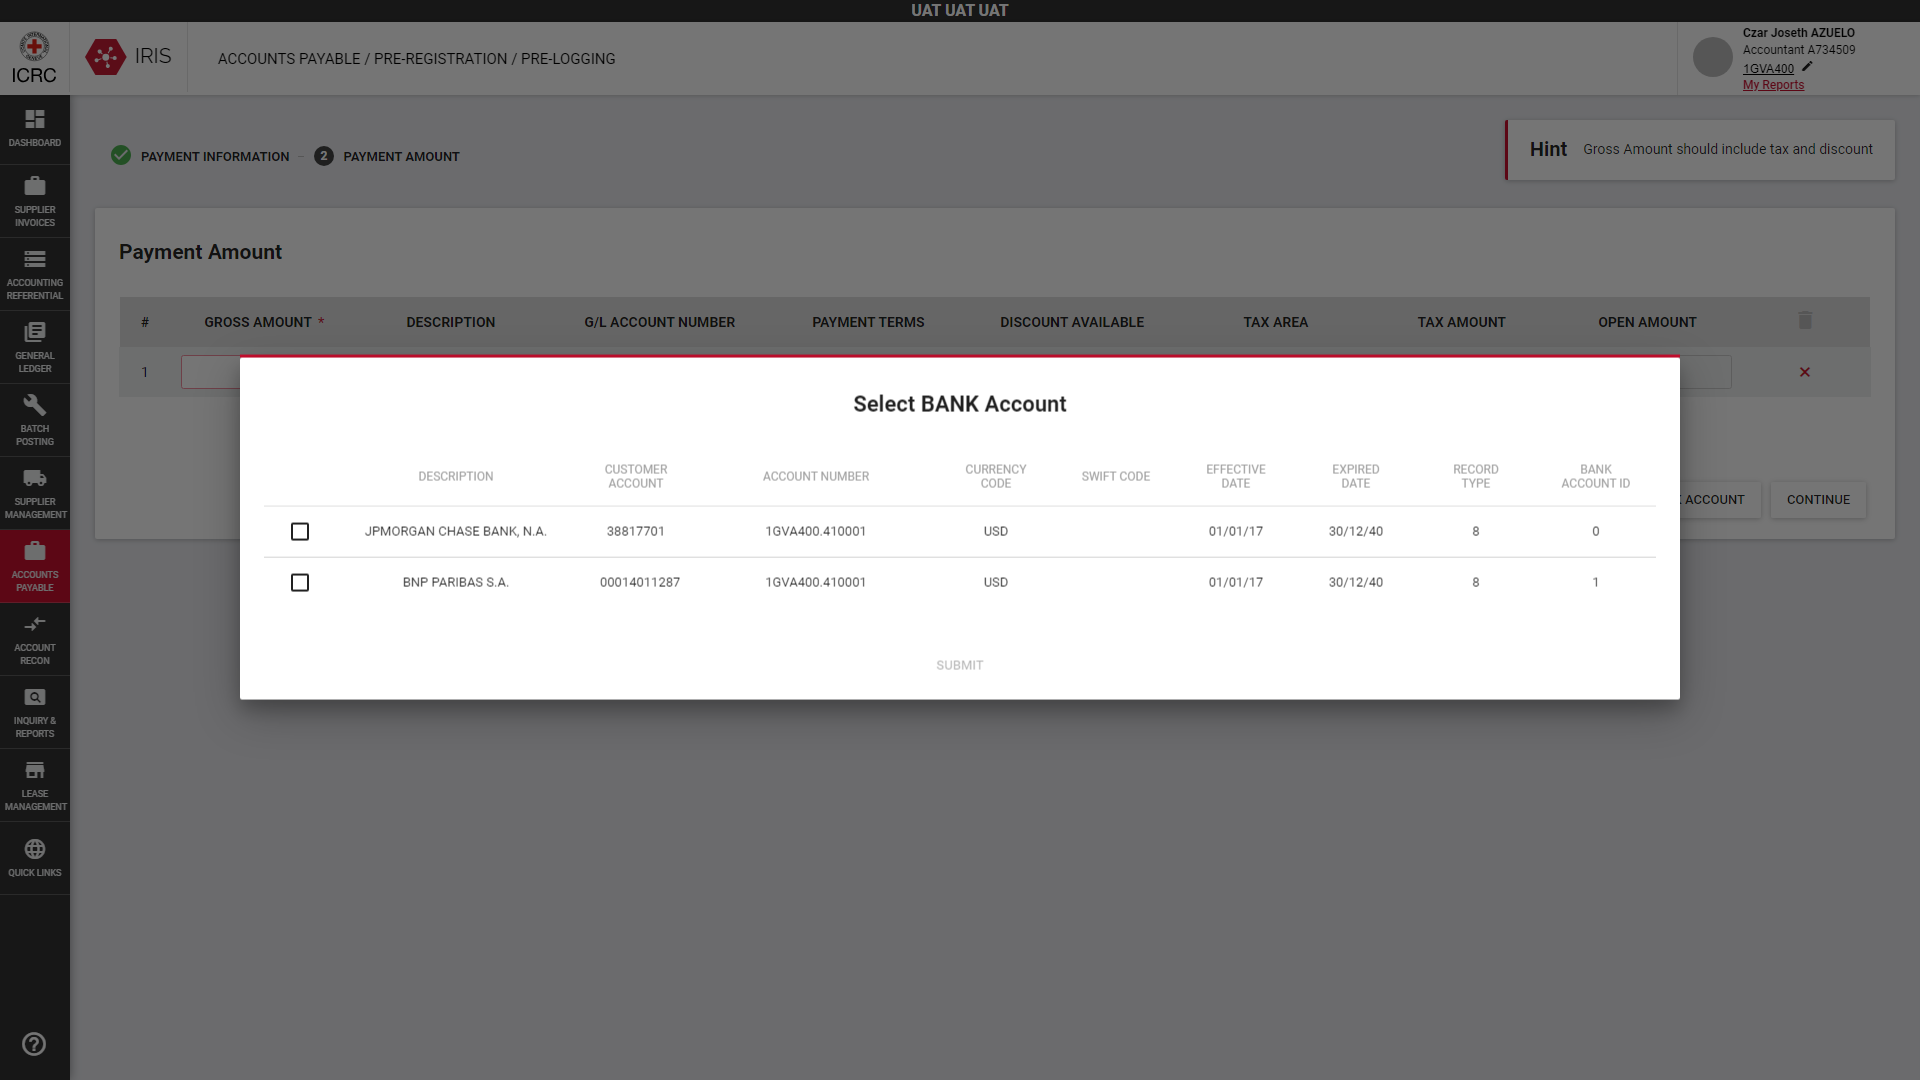 UAT UAT UAT
ICRC
IRIS
ACCOUNTS PAYABLE / PRE-REGISTRATION / PRE-LOGGING
Czar Joseth AZUELO
Accountant A734509
1GVA400
My Reports
DASHBOARD
SUPPLIER
INVOICES
ACCOUNTING
REFERENTIAL
GENERAL
LEDGER
BATCH
POSTING
SUPPLIER
MANAGEMENT
ACCOUNTS
PAYABLE
ACCOUNT
RECON
INQUIRY &
REPORTS
LEASE
MANAGEMENT
QUICK LINKS
PAYMENT INFORMATION
2 PAYMENT AMOUNT
Hint Gross Amount should include tax and discount
Payment Amount
# GROSS AMOUNT * DESCRIPTION G/L ACCOUNT NUMBER PAYMENT TERMS DISCOUNT AVAILABLE TAX AREA TAX AMOUNT OPEN AMOUNT
1
ACCOUNT CONTINUE
Select BANK Account
DESCRIPTION CUSTOMER ACCOUNT ACCOUNT NUMBER CURRENCY CODE SWIFT CODE EFFECTIVE DATE EXPIRED DATE RECORD TYPE BANK ACCOUNT ID
JPMORGAN CHASE BANK, N.A. 38817701 1GVA400.410001 USD 01/01/17 30/12/40 8 0
BNP PARIBAS S.A. 00014011287 1GVA400.410001 USD 01/01/17 30/12/40 8 1
SUBMIT